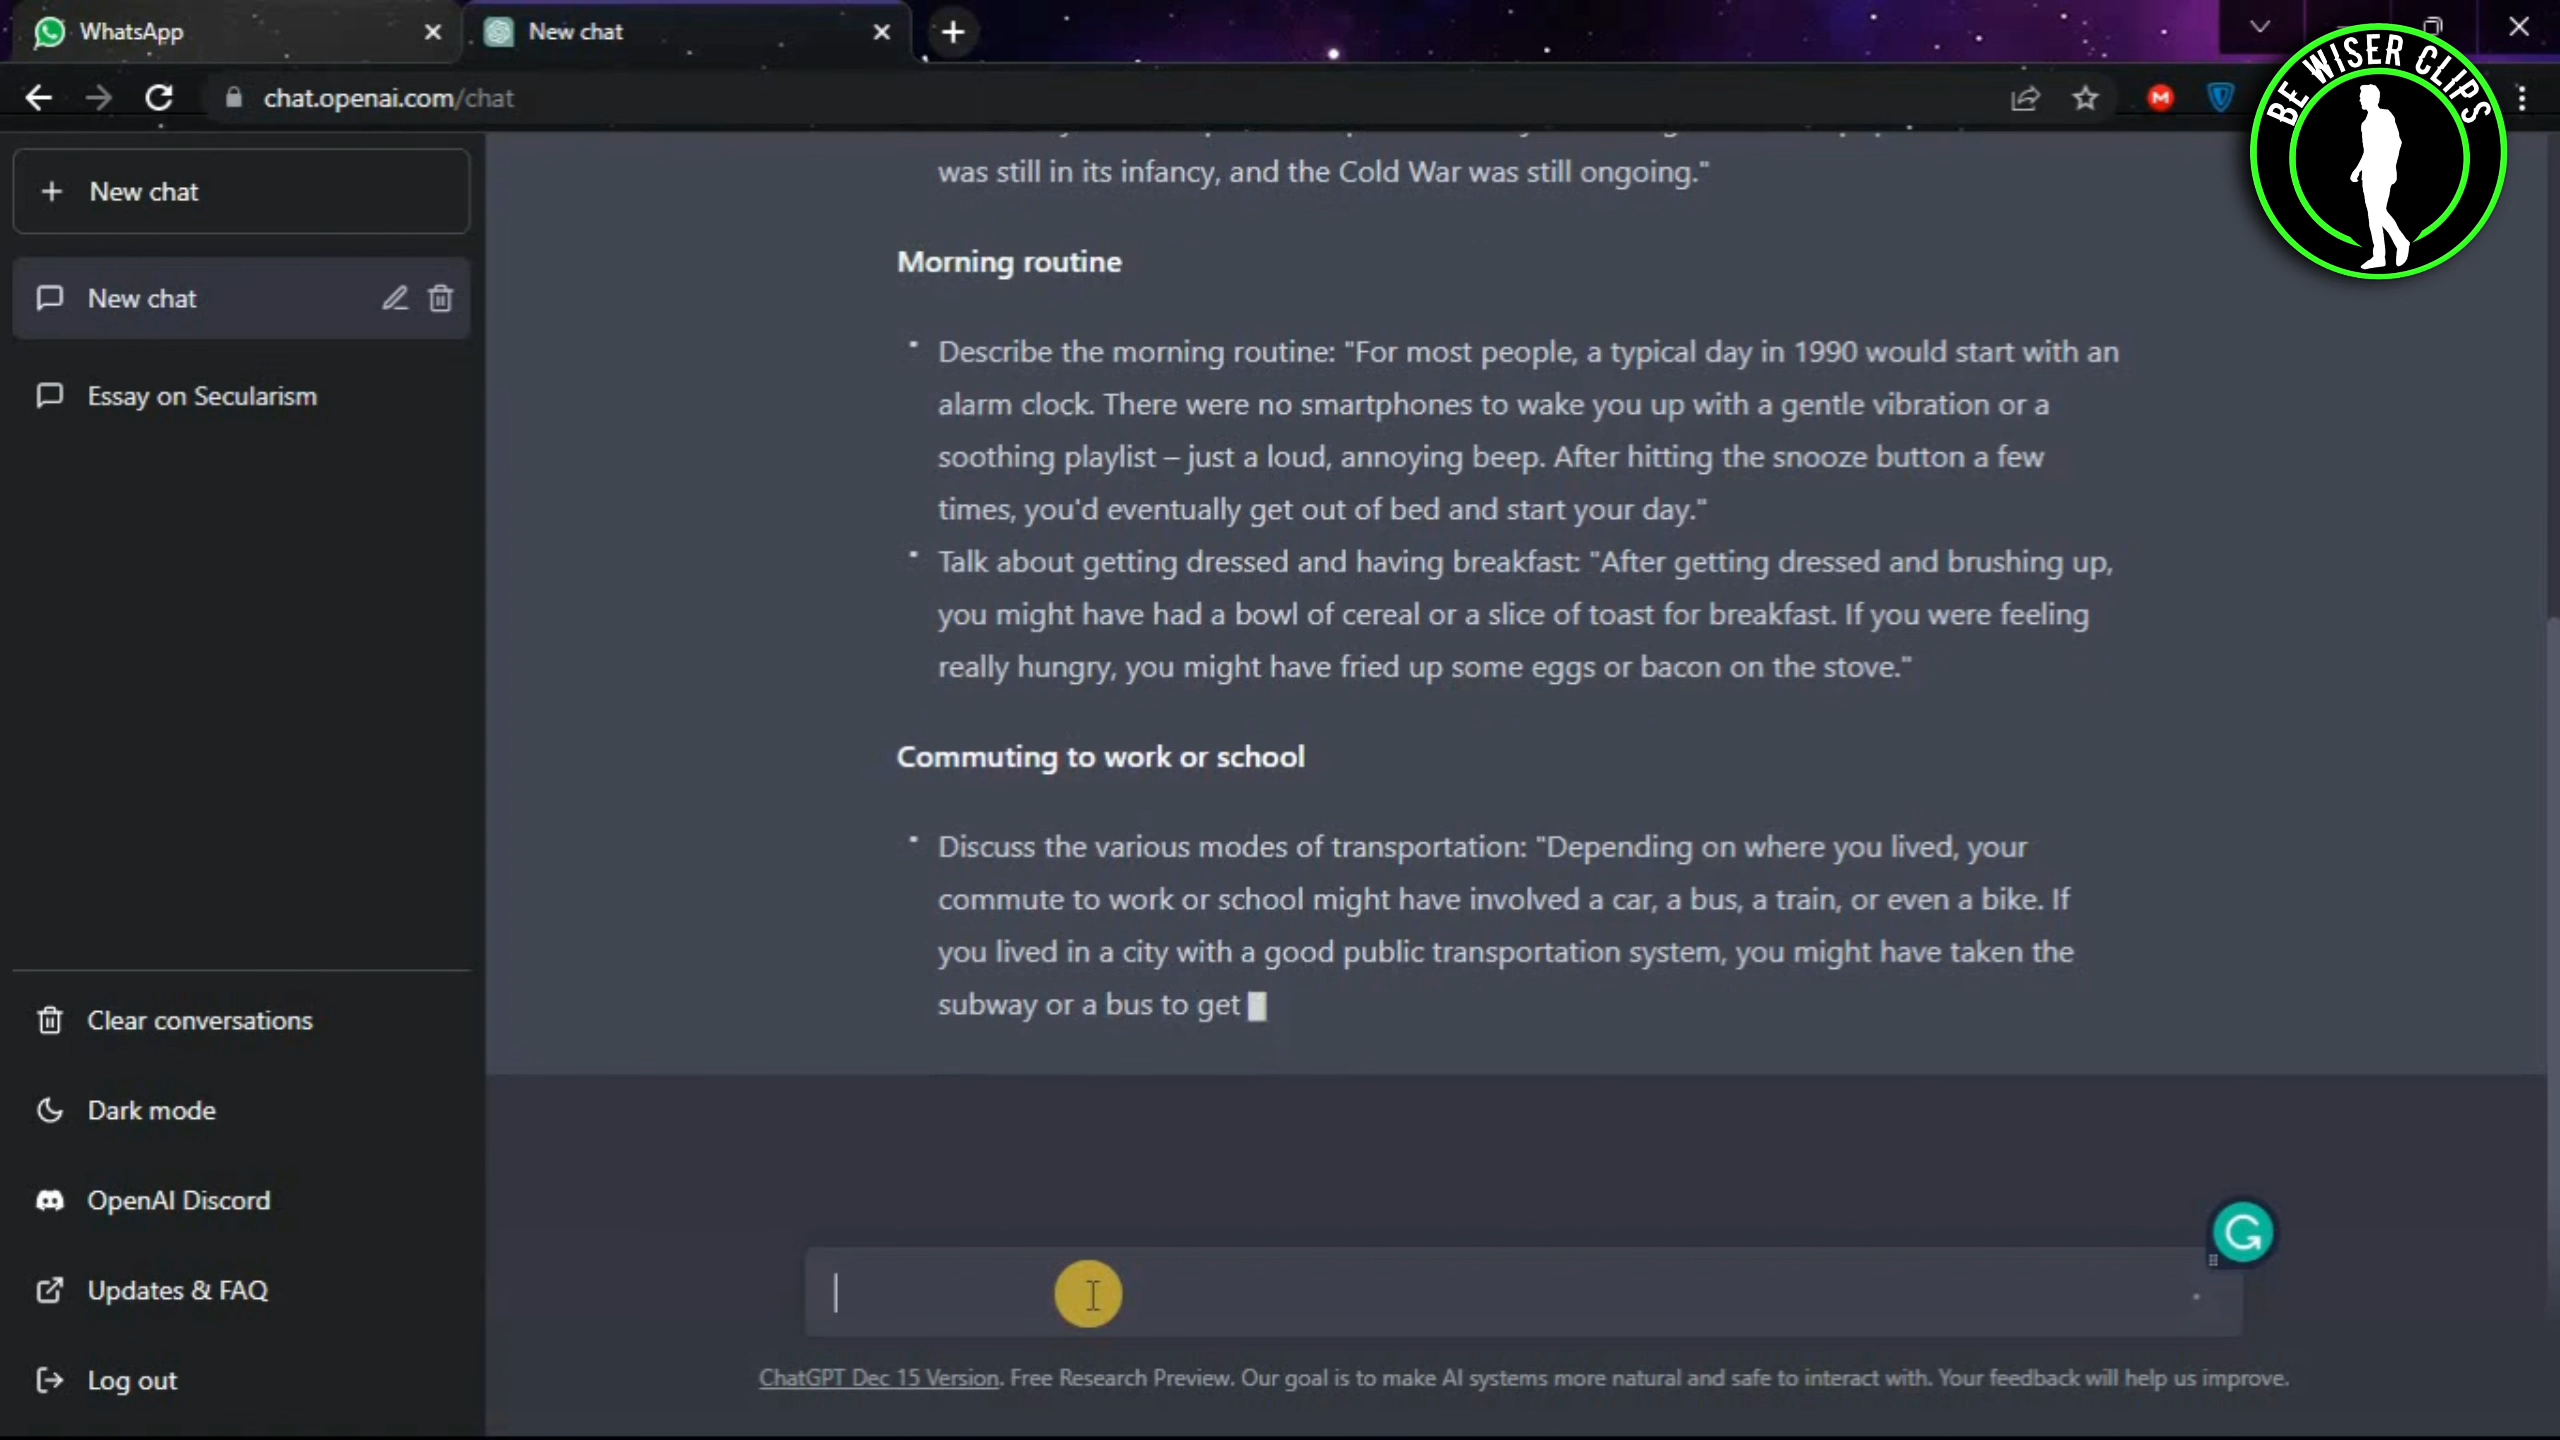 WhatsApp
New chat
chat.openai.com/chat
BE WISER CLIPS
New chat
New chat
Essay on Secularism
Clear conversations
Dark mode
OpenAI Discord
Updates & FAQ
Log out
was still in its infancy, and the Cold War was still ongoing."
Morning routine
Describe the morning routine: "For most people, a typical day in 1990 would start with an
alarm clock. There were no smartphones to wake you up with a gentle vibration or a
soothing playlist – just a loud, annoying beep. After hitting the snooze button a few
times, you'd eventually get out of bed and start your day."
Talk about getting dressed and having breakfast: "After getting dressed and brushing up,
you might have had a bowl of cereal or a slice of toast for breakfast. If you were feeling
really hungry, you might have fried up some eggs or bacon on the stove."
Commuting to work or school
Discuss the various modes of transportation: "Depending on where you lived, your
commute to work or school might have involved a car, a bus, a train, or even a bike. If
you lived in a city with a good public transportation system, you might have taken the
subway or a bus to get
ChatGPT Dec 15 Version. Free Research Preview. Our goal is to make AI systems more natural and safe to interact with. Your feedback will help us improve.